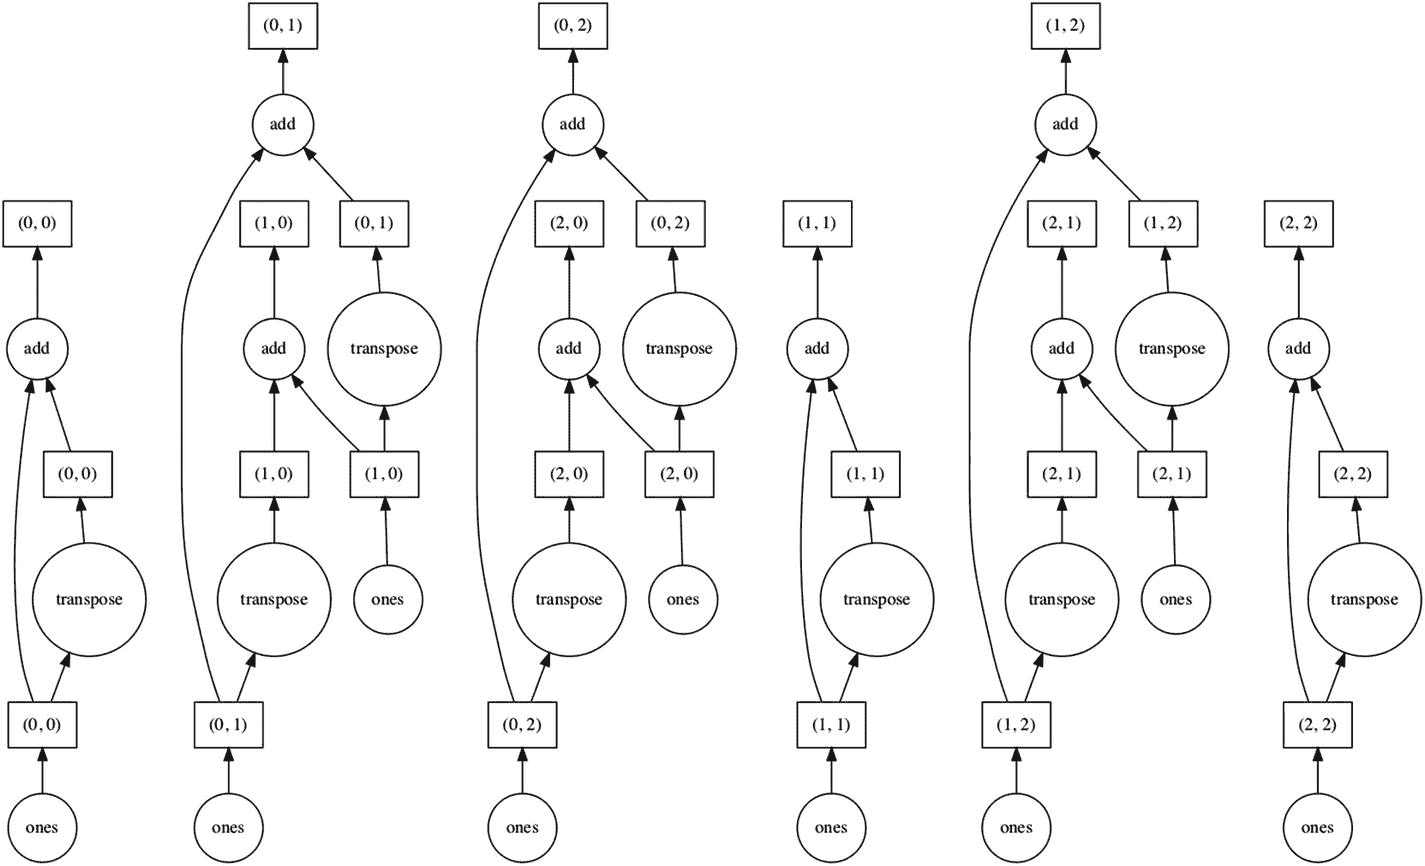 (0, 1)
(0, 2)
(1, 2)
add
add
add
(0, 0)
(1, 0)
(0, 1)
(2, 0)
(0, 2)
(1, 1)
(2, 1)
(1, 2)
(2, 2)
add
add
transpose
add
transpose
add
add
transpose
add
(0, 0)
(1, 0)
(1, 0)
(2, 0)
(2, 0)
(1, 1)
(2, 1)
(2, 1)
(2, 2)
transpose
transpose
ones
transpose
ones
transpose
transpose
ones
transpose
(0, 0)
(0, 1)
(0, 2)
(1, 1)
(1, 2)
(2, 2)
ones
ones
ones
ones
ones
ones